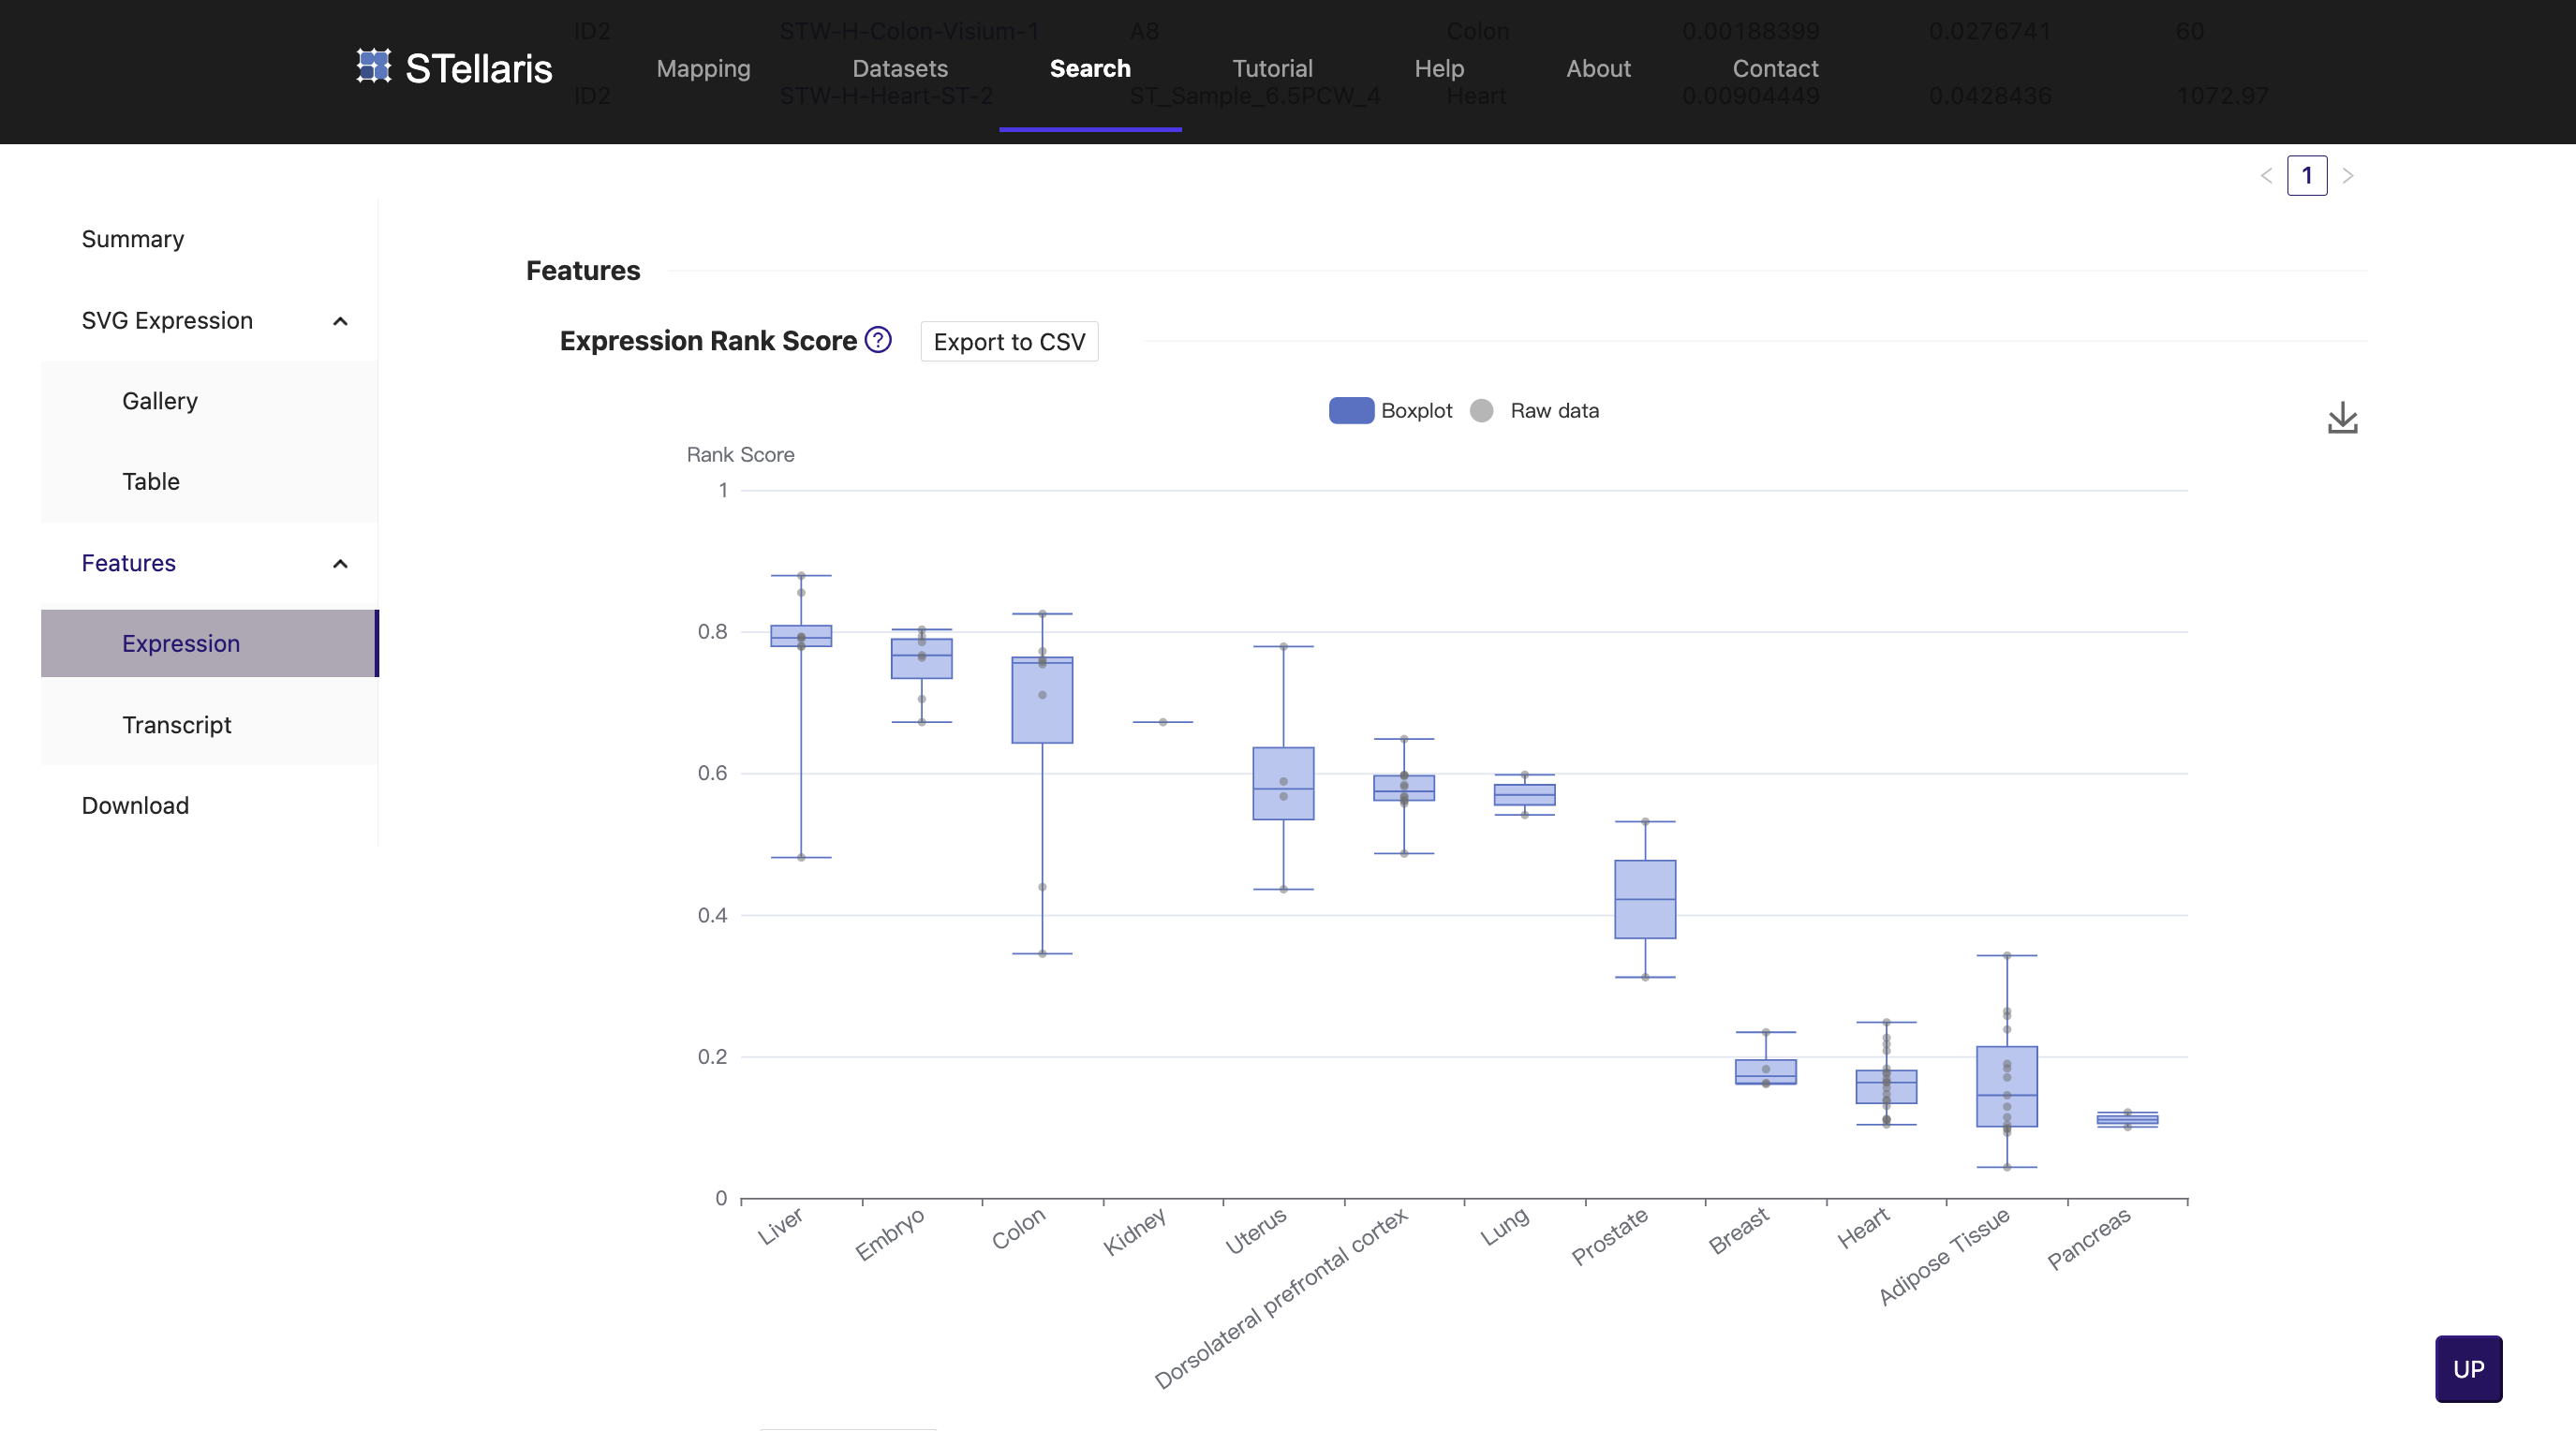 ID2 STW-H-Colon-Visium-1 A8 Colon 0.00188399 0.0276741 60
STellaris Mapping Datasets Search Tutorial Help About Contact
ID2 STW-H-Heart-ST-2 ST_Sample_6.5PCW_4 Heart 0.00904449 0.0428436 1072.97
< 1 >
Summary
SVG Expression
Gallery
Table
Features
Expression
Transcript
Download
Features
Expression Rank Score ? Export to CSV
Boxplot Raw data
Rank Score
1
0.8
0.6
0.4
0.2
0
Liver Embryo Colon Kidney Uterus Dorsolateral prefrontal cortex Lung Prostate Breast Heart Adipose Tissue Pancreas
UP